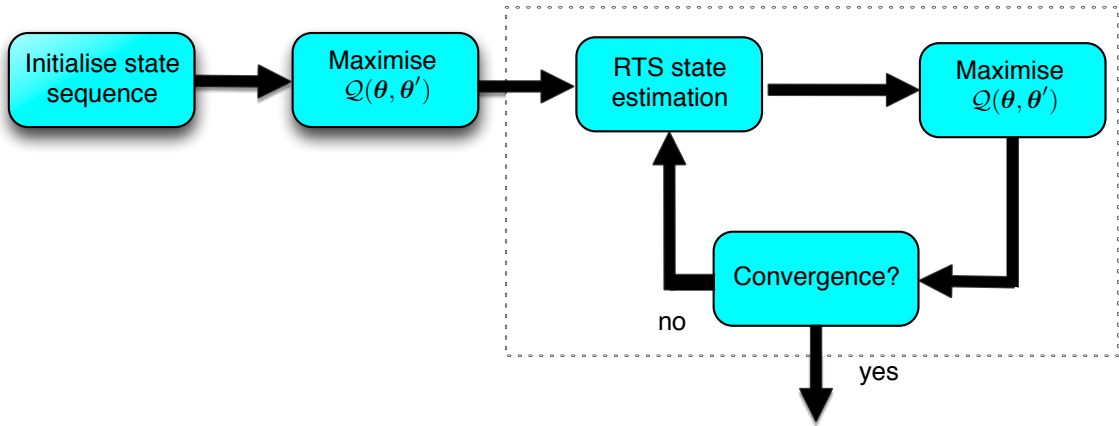 Initialise state
sequence
Maximise
𝒬(𝜽, 𝜽′)
RTS state
estimation
Maximise
𝒬(𝜽, 𝜽′)
Convergence?
no
yes